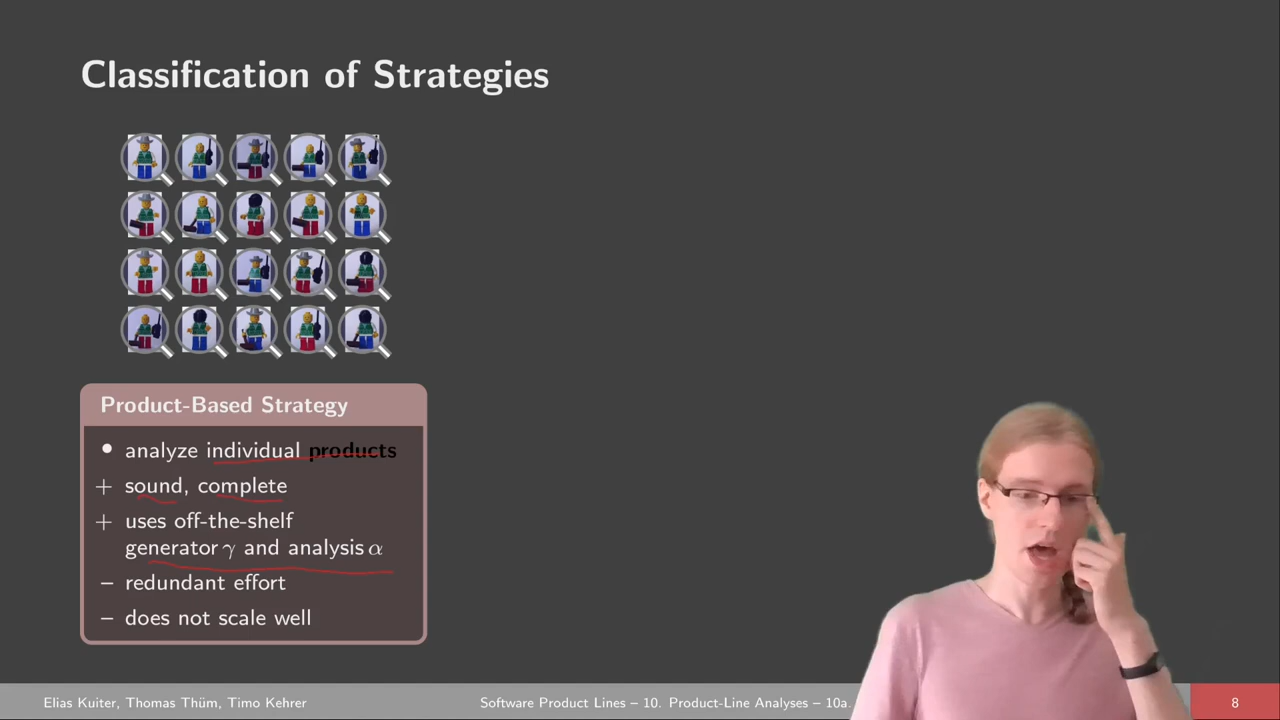 Classification of Strategies
Product-Based Strategy
• analyze individual products
+ sound, complete
+ uses off-the-shelf
generator γ and analysis α
– redundant effort
– does not scale well
Elias Kuiter, Thomas Thüm, Timo Kehrer
Software Product Lines – 10. Product-Line Analyses – 10a.
8